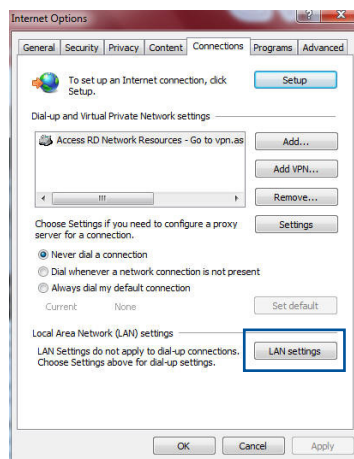 Internet Options
General Security Privacy Content Connections Programs Advanced
To set up an Internet connection, click Setup.
Setup
Dial-up and Virtual Private Network settings
Access RD Network Resources - Go to vpn.as
Add...
Add VPN...
Remove...
Choose Settings if you need to configure a proxy
server for a connection.
Settings
Never dial a connection
Dial whenever a network connection is not present
Always dial my default connection
Current None
Set default
Local Area Network (LAN) settings
LAN Settings do not apply to dial-up connections.
Choose Settings above for dial-up settings.
LAN settings
OK Cancel Apply